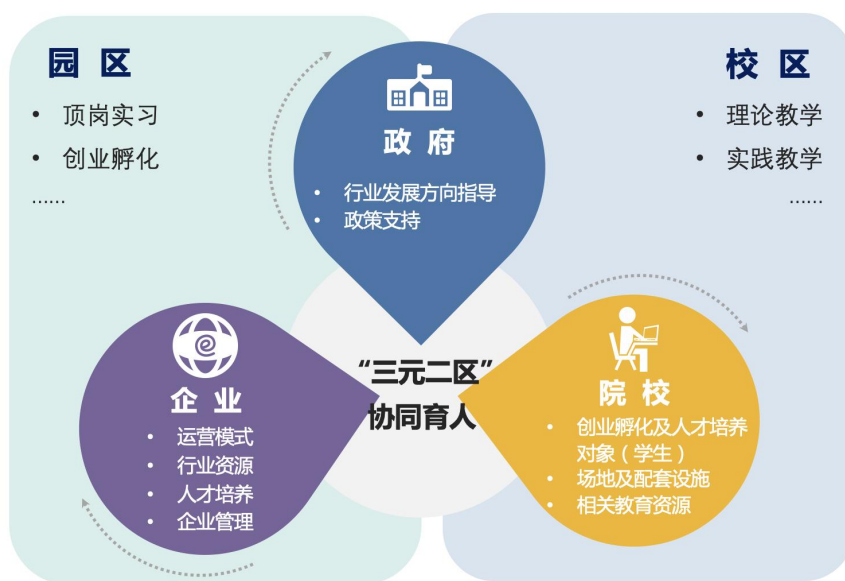 园 区
• 顶岗实习
• 创业孵化
……
校 区
• 理论教学
• 实践教学
……
政 府
• 行业发展方向指导
• 政策支持
“三元二区”
协同育人
企 业
• 运营模式
• 行业资源
• 人才培养
• 企业管理
院 校
• 创业孵化及人才培养
对象（学生）
• 场地及配套设施
• 相关教育资源